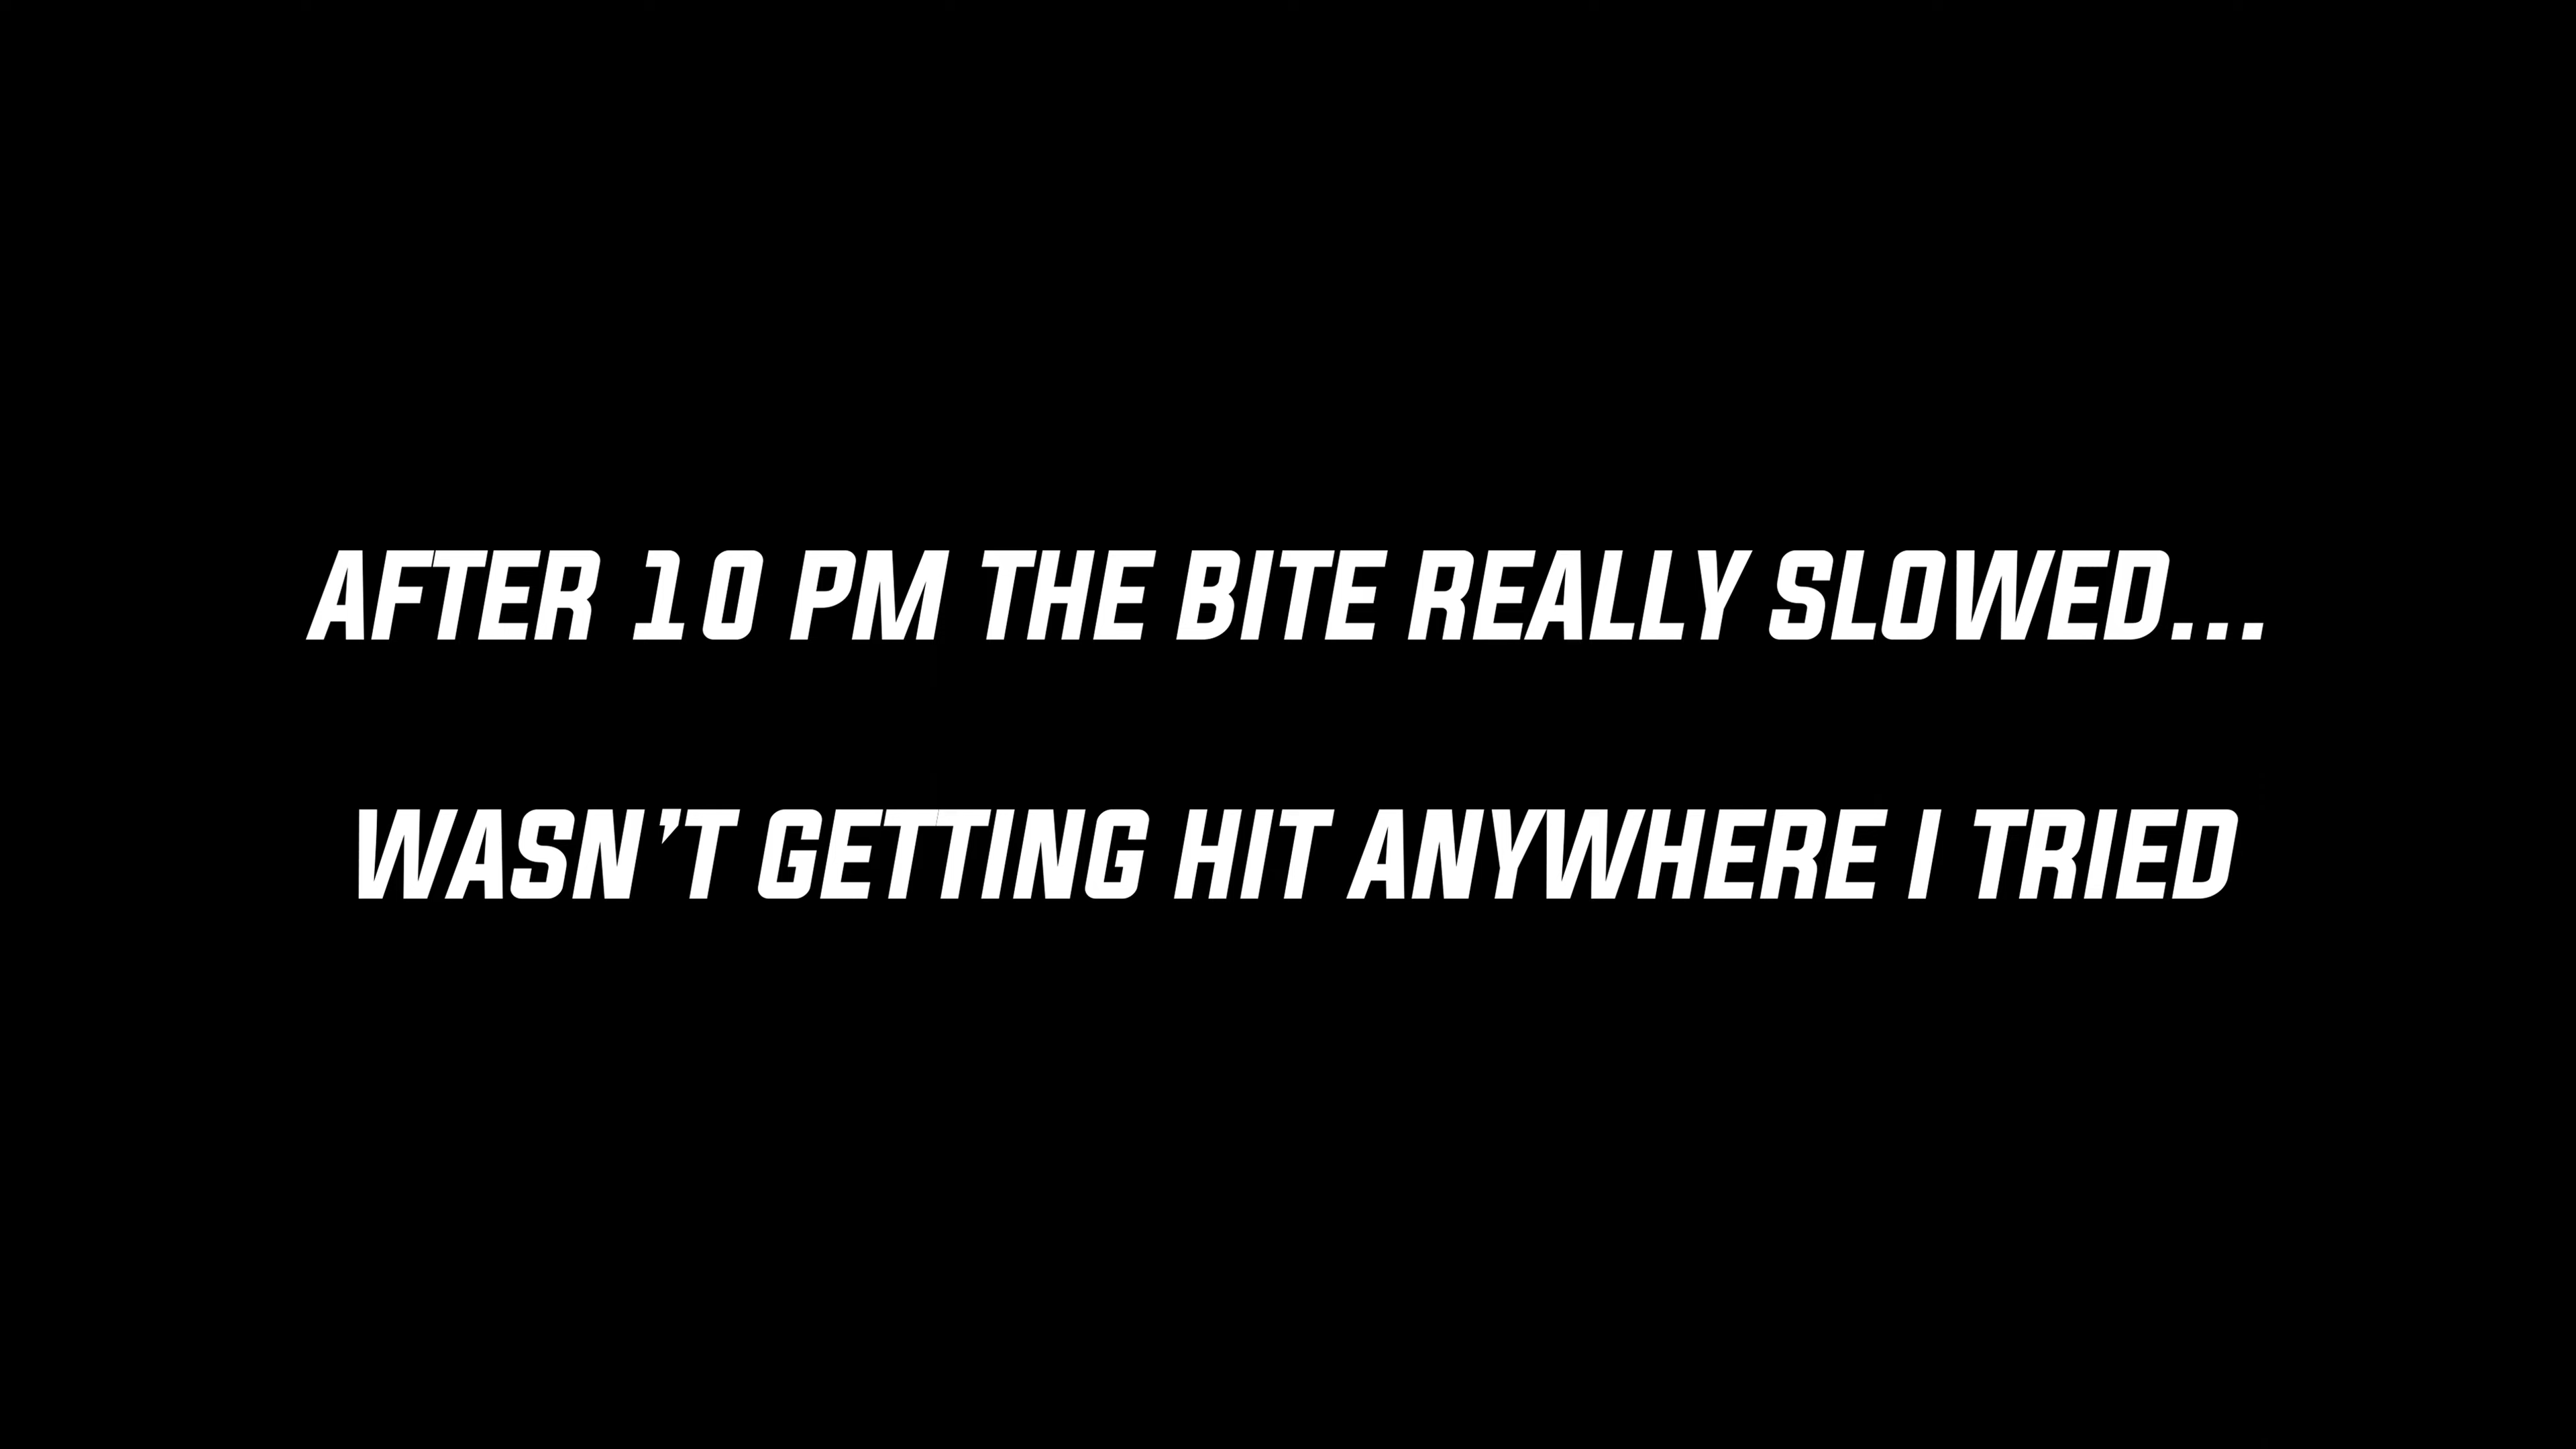 AFTER 10 PM THE BITE REALLY SLOWED...
WASN'T GETTING HIT ANYWHERE I TRIED